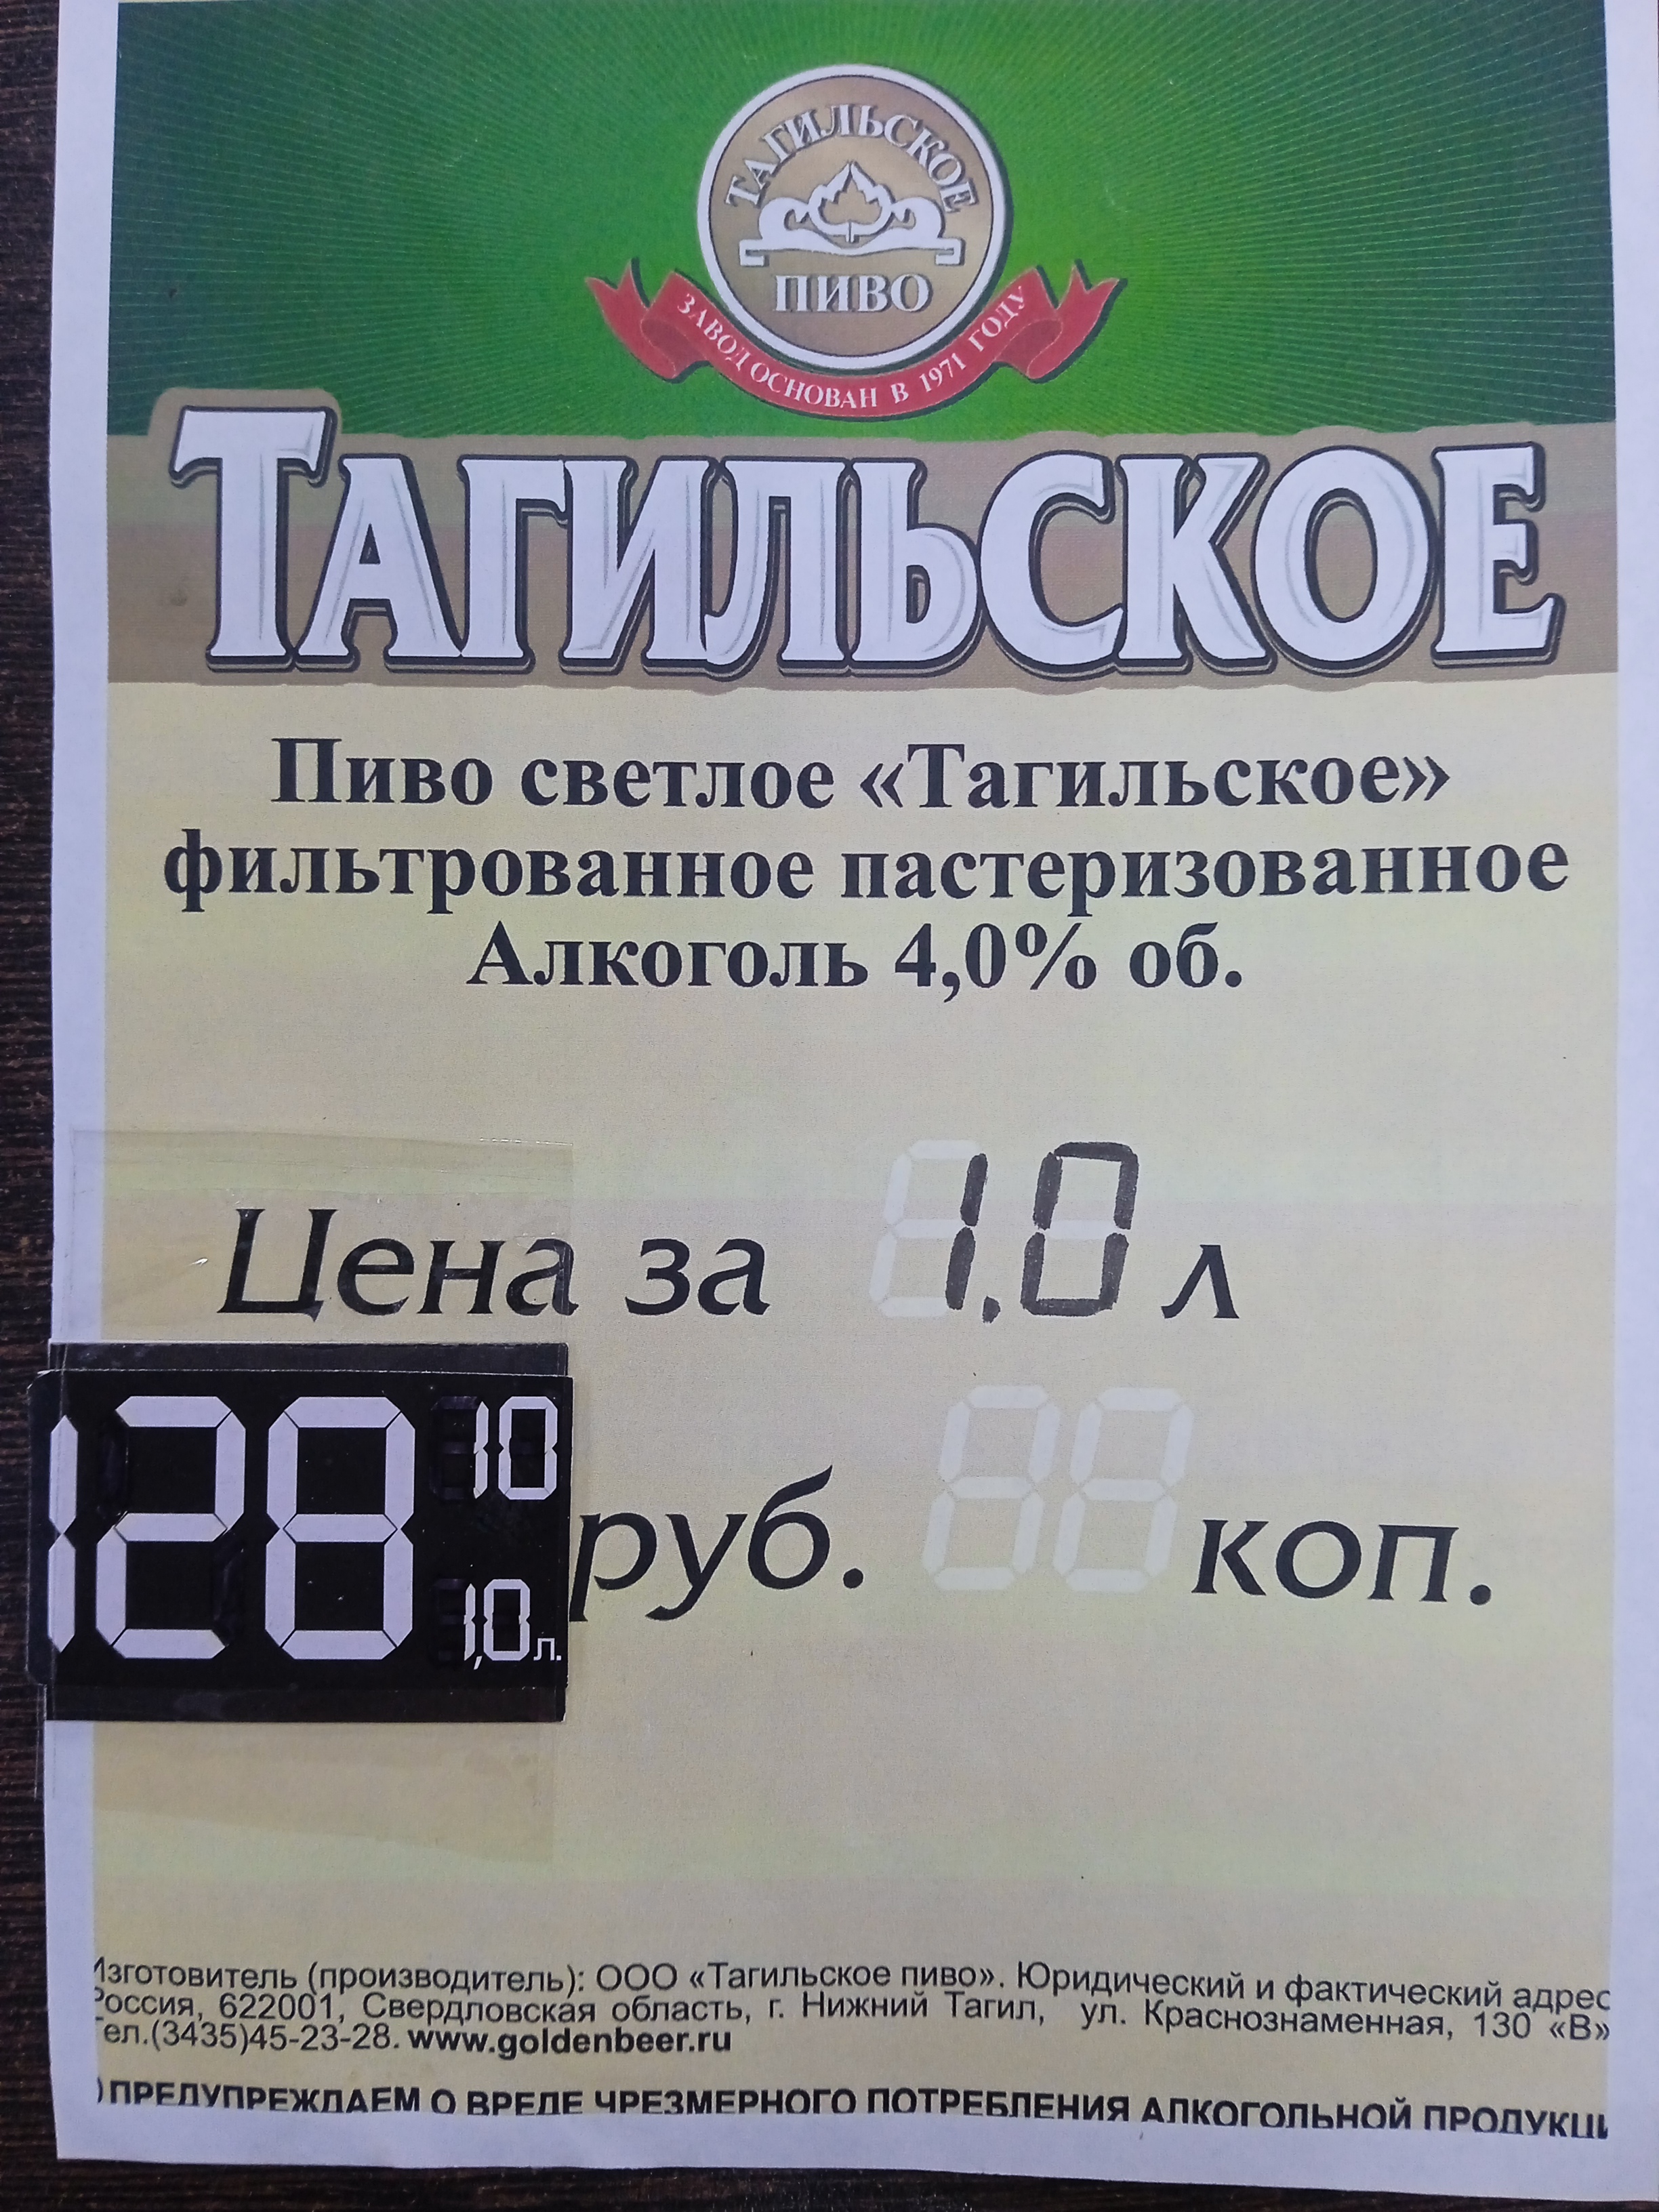 ТАГИЛЬСКОЕ
ПИВО
ЗАВОД ОСНОВАН В 1971 ГОДУ
ТАГИЛЬСКОЕ
Пиво светлое «Тагильское»
фильтрованное пастеризованное
Алкоголь 4,0% об.
Цена за 1.0 л
128 10
руб. коп.
1,0 л.
Изготовитель (производитель): ООО «Тагильское пиво». Юридический и фактический адрес
Россия, 622001, Свердловская область, г. Нижний Тагил, ул. Краснознаменная, 130 «В»
Тел.(3435)45-23-28. www.goldenbeer.ru
ПРЕДУПРЕЖДАЕМ О ВРЕДЕ ЧРЕЗМЕРНОГО ПОТРЕБЛЕНИЯ АЛКОГОЛЬНОЙ ПРОДУКЦИ